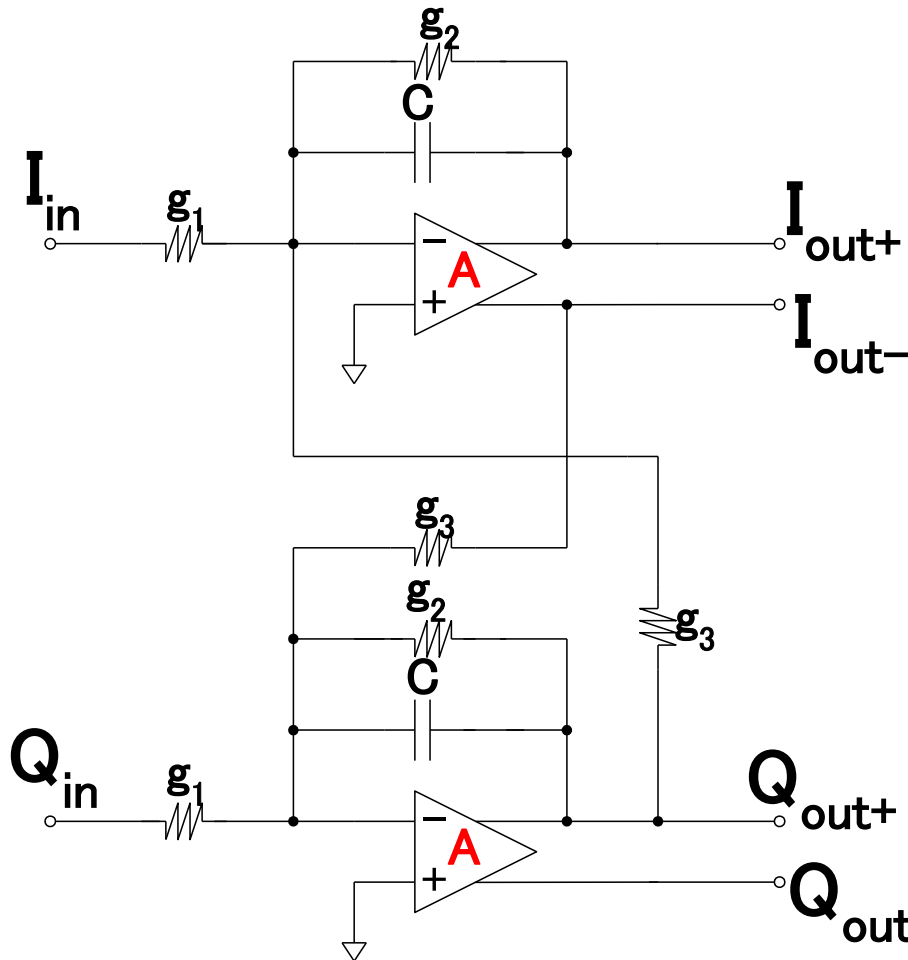 g2
C
Iin
g1
Iout+
−
A
+
Iout−
g3
g2
g3
C
Qin
g1
Qout+
−
A
+
Qout